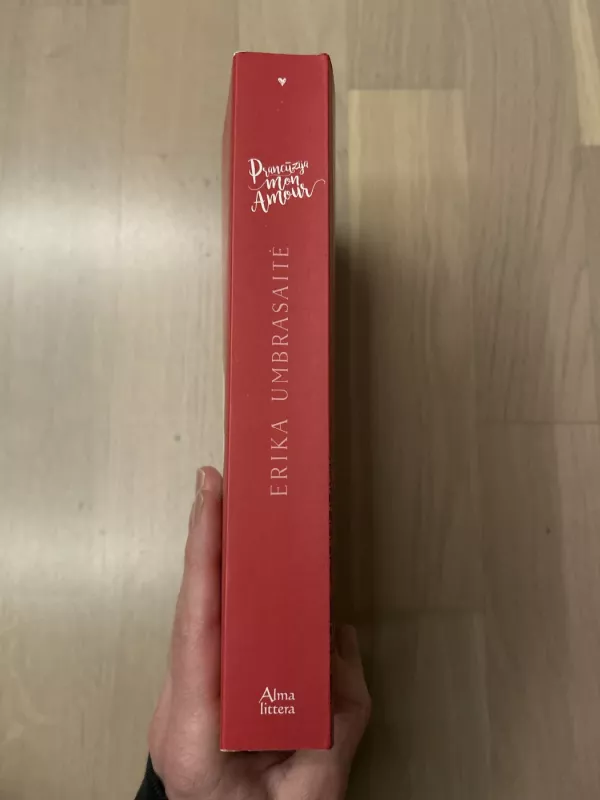 Prancūzija
mon
Amour
ERIKA UMBRASAITĖ
Alma
littera